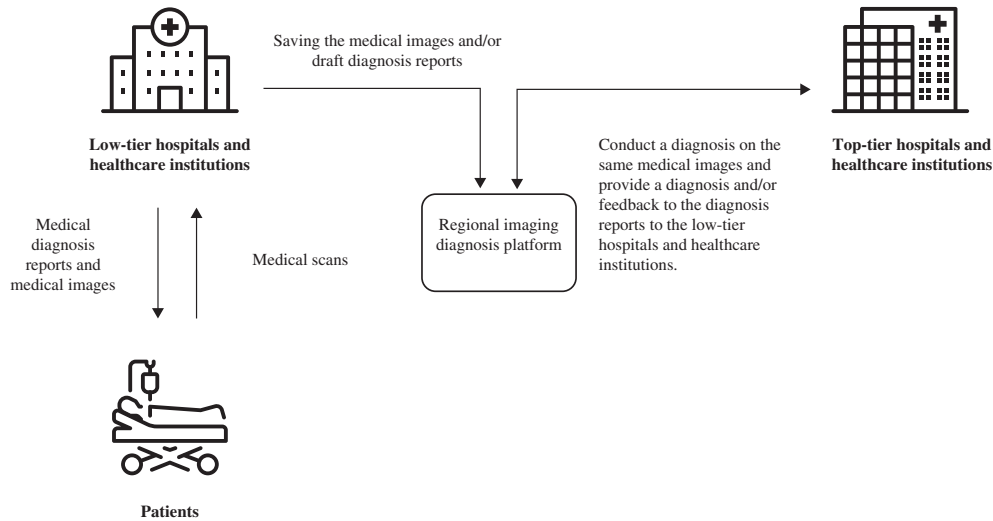 Saving the medical images and/or
draft diagnosis reports
Low-tier hospitals and
healthcare institutions
Top-tier hospitals and
healthcare institutions
Conduct a diagnosis on the
same medical images and
provide a diagnosis and/or
feedback to the diagnosis
reports to the low-tier
hospitals and healthcare
institutions.
Regional imaging
diagnosis platform
Medical
diagnosis
reports and
medical images
Medical scans
Patients